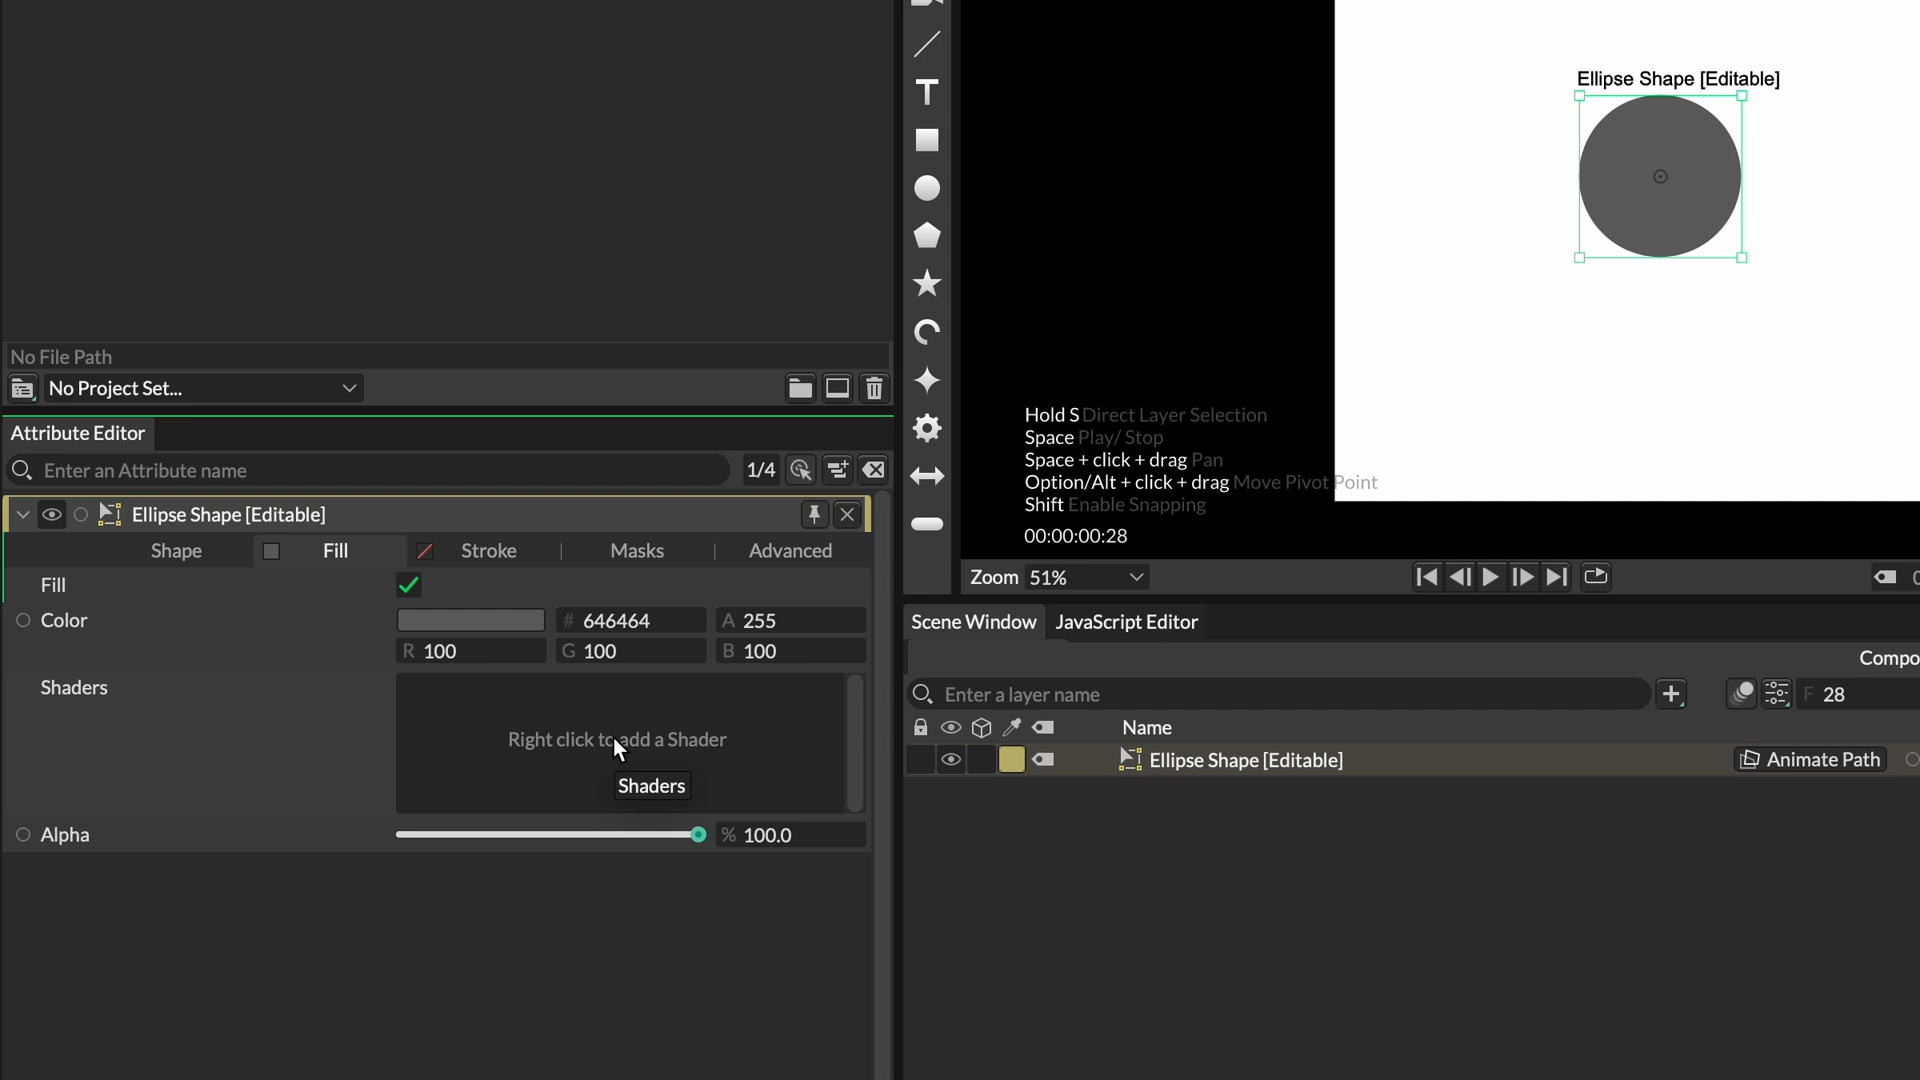 Ellipse Shape [Editable]
No File Path
No Project Set...
Attribute Editor
Enter an Attribute name
1/4
Ellipse Shape [Editable]
Shape
Fill
Stroke
Masks
Advanced
Fill
Color
# 646464
A 255
R 100
G 100
B 100
Shaders
Right click to add a Shader
Shaders
Alpha
% 100.0
Hold S Direct Layer Selection
Space Play/ Stop
Space + click + drag Pan
Option/Alt + click + drag Move Pivot Point
Shift Enable Snapping
00:00:00:28
Zoom 51%
Scene Window
JavaScript Editor
Enter a layer name
F 28
Name
Ellipse Shape [Editable]
Animate Path